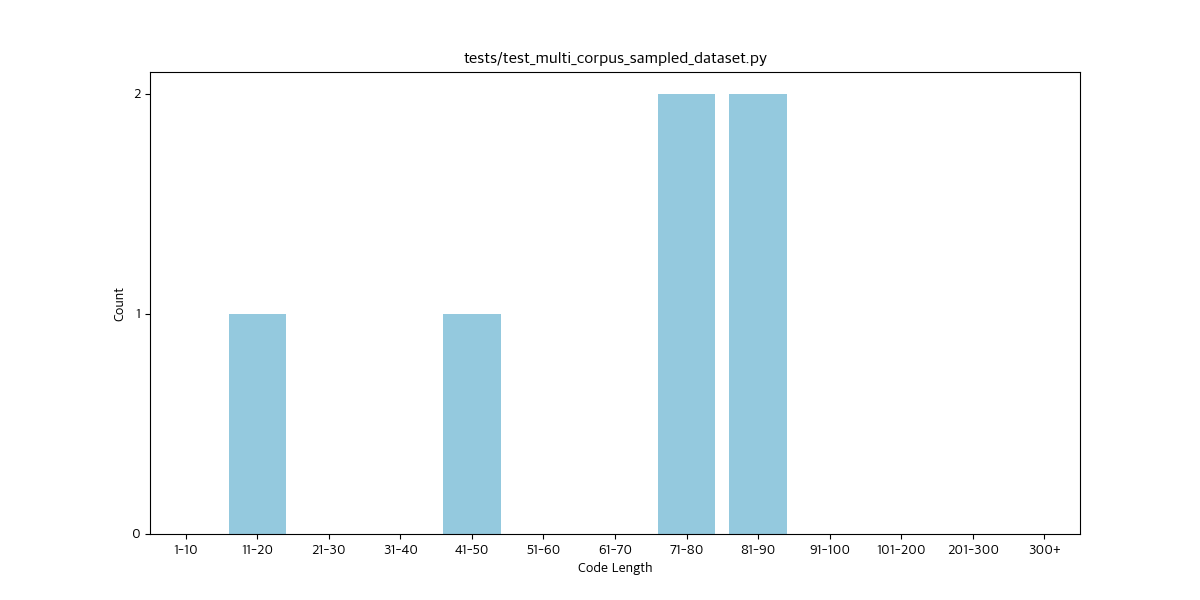 tests/test_multi_corpus_sampled_dataset.py
Count
2
1
0
1-10 11-20 21-30 31-40 41-50 51-60 61-70 71-80 81-90 91-100 101-200 201-300 300+
Code Length